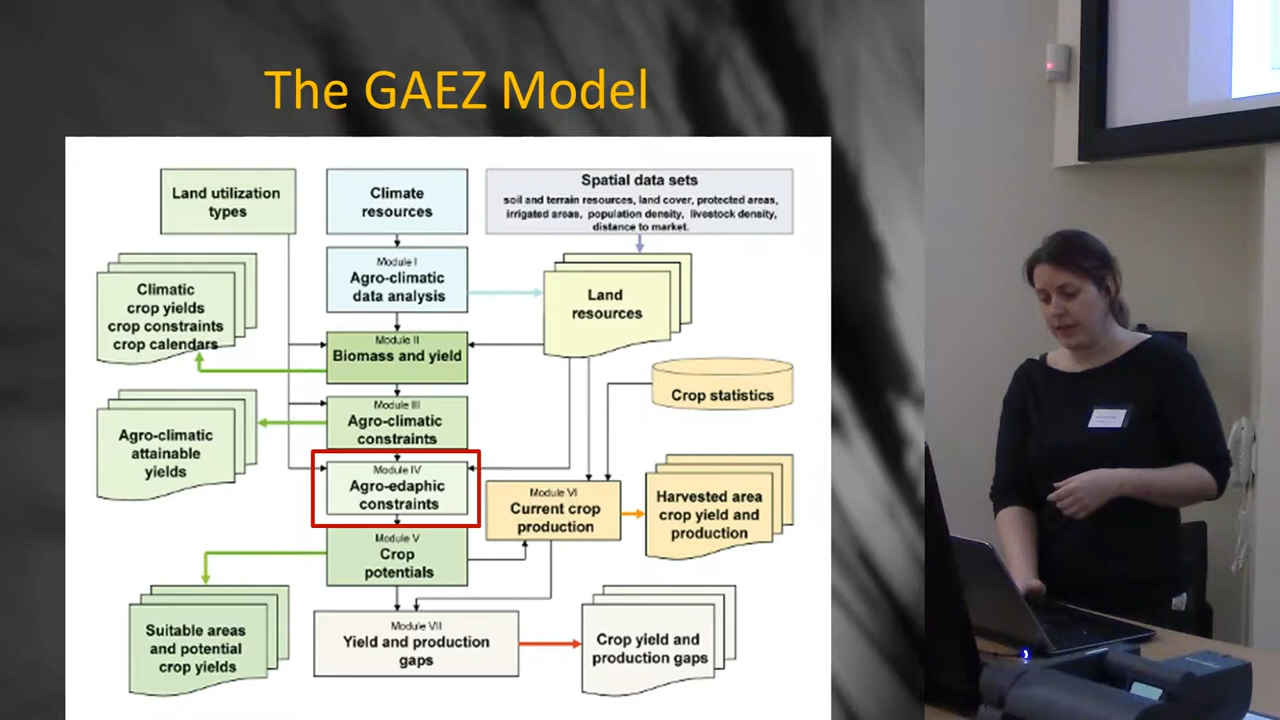 The GAEZ Model
Land utilization
types
Climate
resources
Spatial data sets
soil and terrain resources, land cover, protected areas,
irrigated areas, population density, livestock density,
distance to market.
Module I
Agro-climatic
data analysis
Climatic
crop yields
crop constraints
crop calendars
Land
resources
Module II
Biomass and yield
Crop statistics
Module III
Agro-climatic
constraints
Agro-climatic
attainable
yields
Module IV
Agro-edaphic
constraints
Module VI
Current crop
production
Harvested area
crop yield and
production
Module V
Crop
potentials
Suitable areas
and potential
crop yields
Module VII
Yield and production
gaps
Crop yield and
production gaps